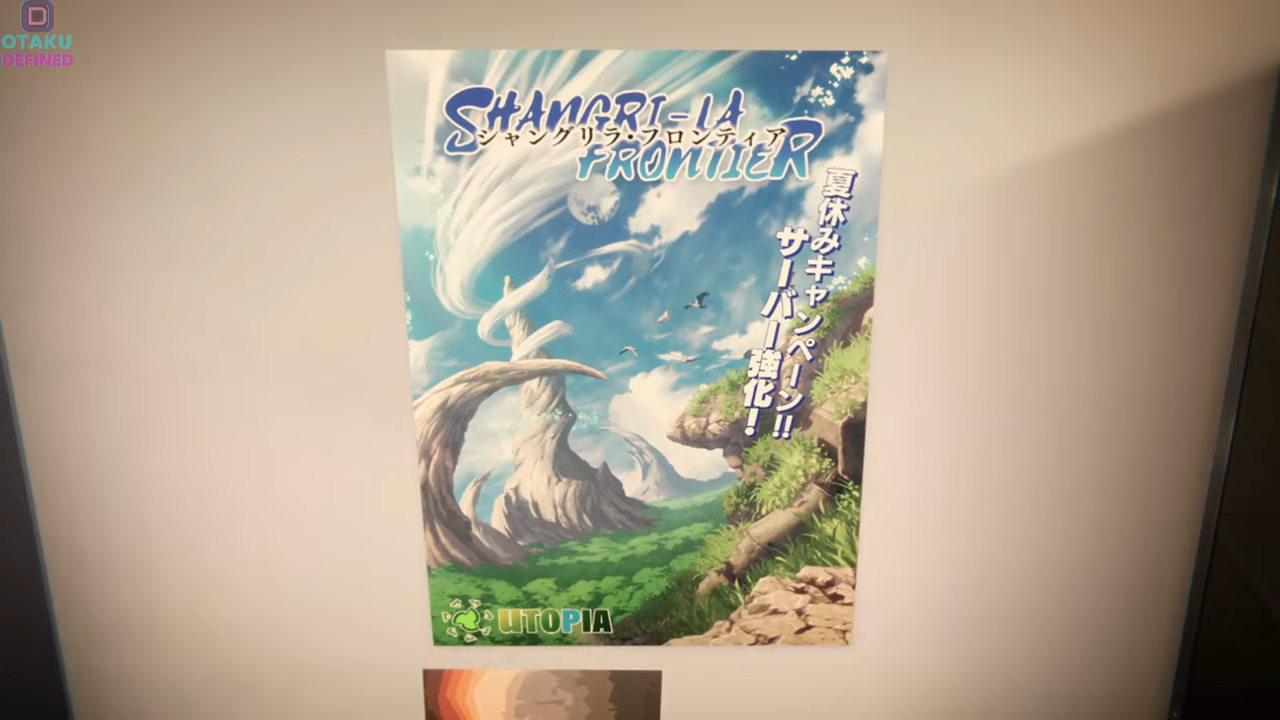 OTAKU
DEFINED
SHANGRI-LA
シャングリラ・フロンティア
FRONTIER
夏休みキャンペーン!!
サーバー強化!
UTOPIA